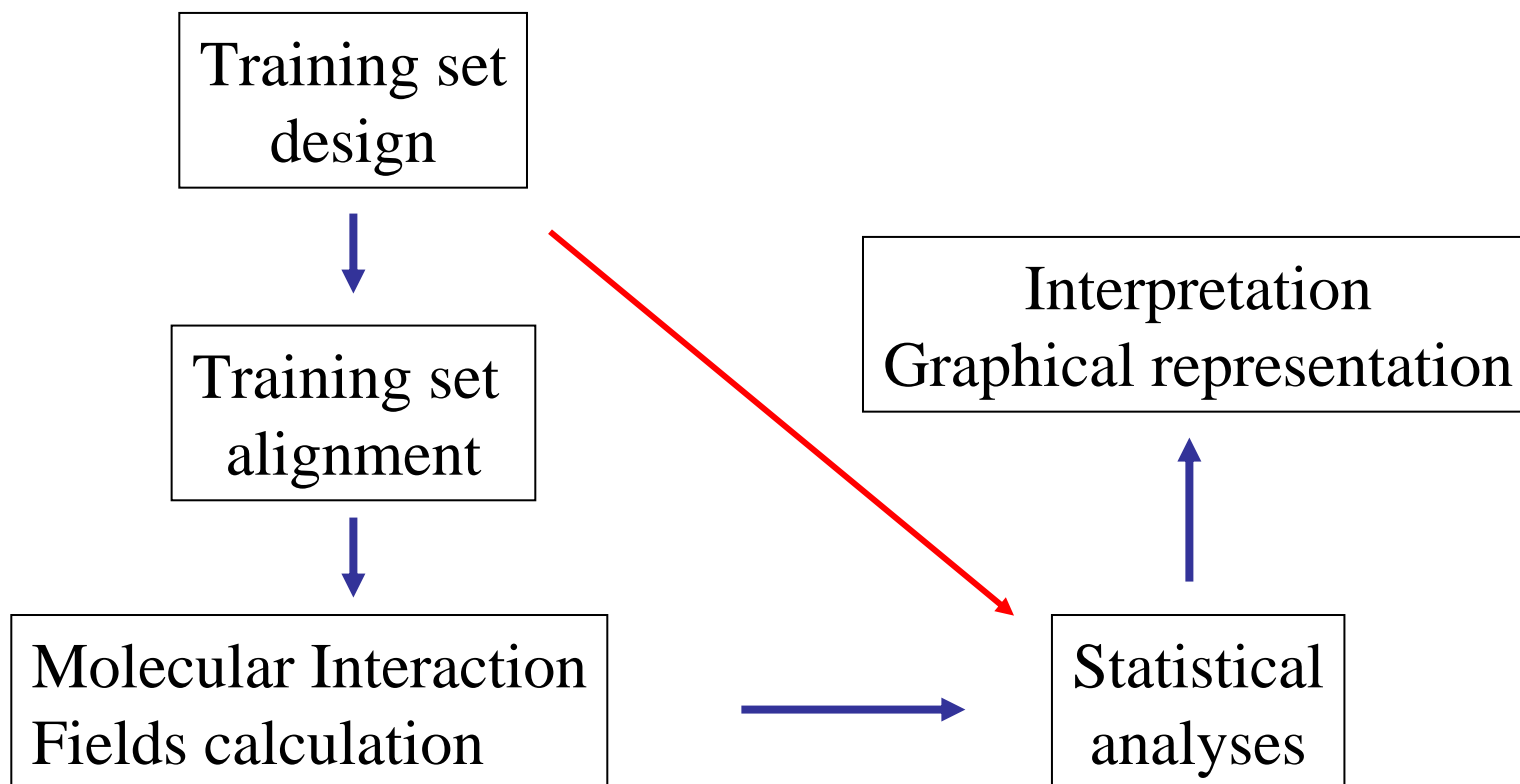 Training set
design
Training set
alignment
Molecular Interaction
Fields calculation
Statistical
analyses
Interpretation
Graphical representation